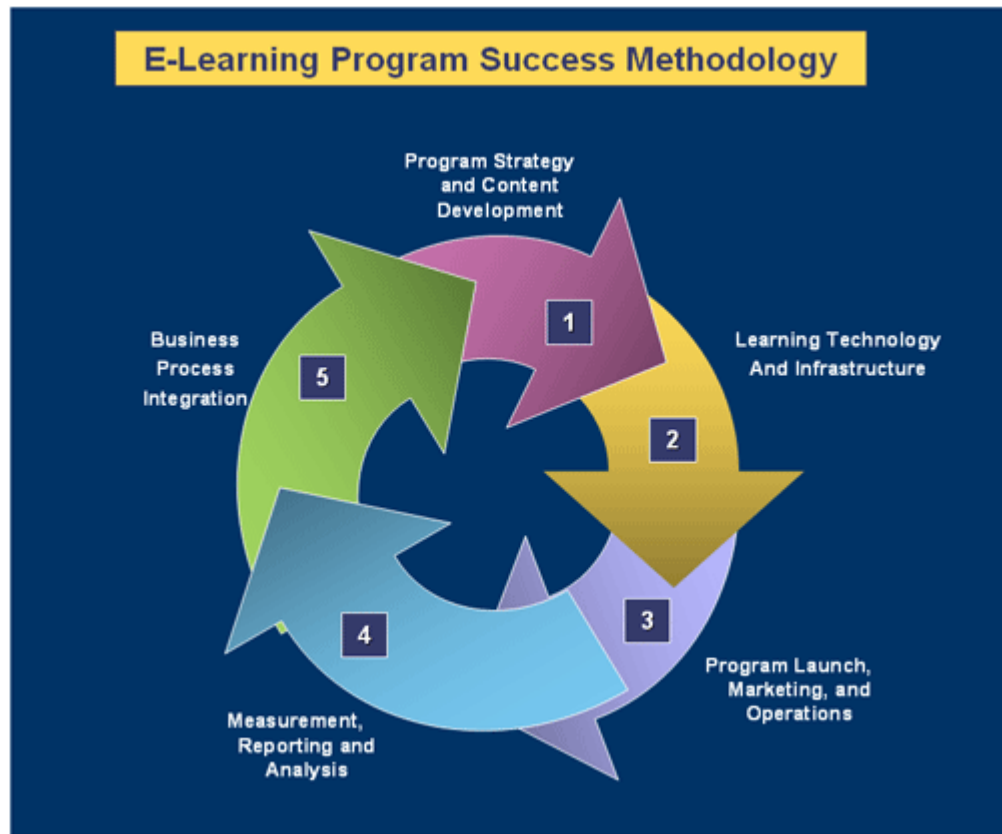 E-Learning Program Success Methodology
Program Strategy
and Content
Development
1
Learning Technology
And Infrastructure
2
3
Program Launch,
Marketing, and
Operations
4
Measurement,
Reporting and
Analysis
Business
Process
Integration
5